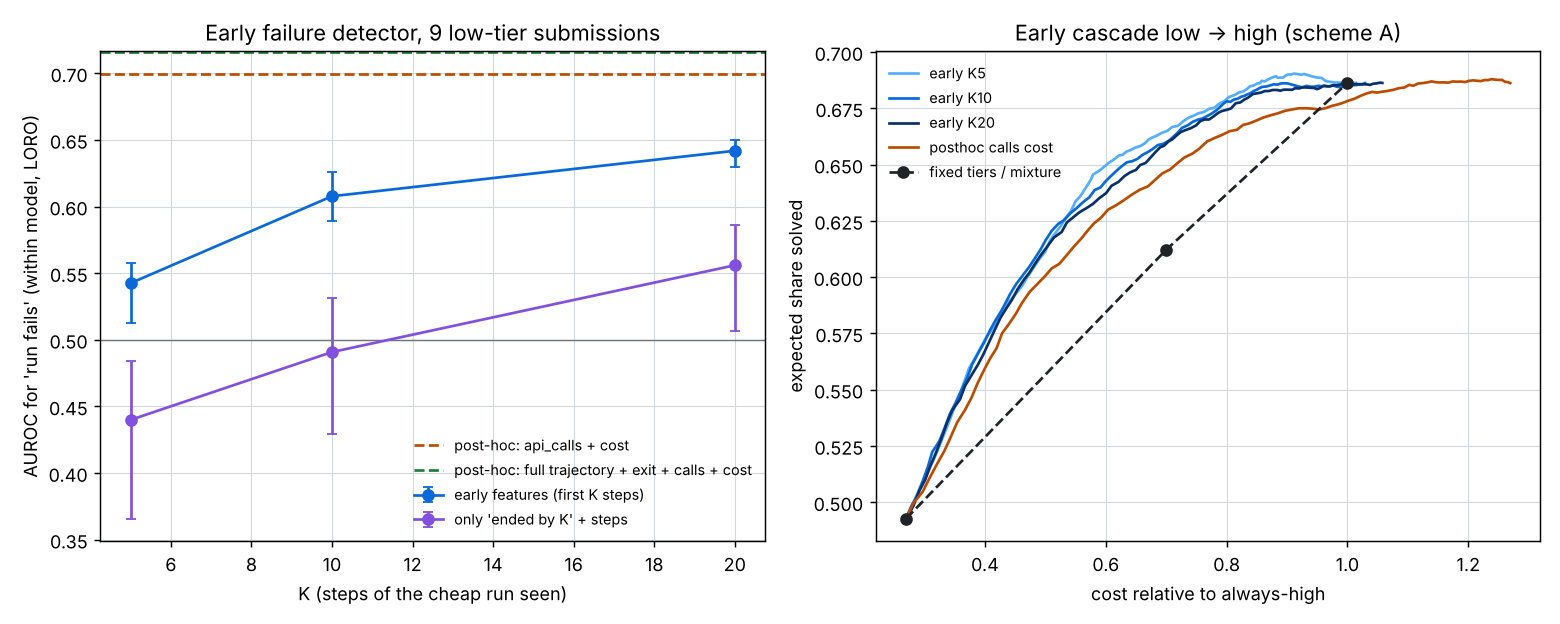 Early failure detector, 9 low-tier submissions
AUROC for 'run fails' (within model, LORO)
0.70
0.65
0.60
0.55
0.50
0.45
0.40
0.35
post-hoc: api_calls + cost
post-hoc: full trajectory + exit + calls + cost
early features (first K steps)
only 'ended by K' + steps
6
8
10
12
14
16
18
20
K (steps of the cheap run seen)
Early cascade low → high (scheme A)
expected share solved
0.700
0.675
0.650
0.625
0.600
0.575
0.550
0.525
0.500
early K5
early K10
early K20
posthoc calls cost
fixed tiers / mixture
0.4
0.6
0.8
1.0
1.2
cost relative to always-high